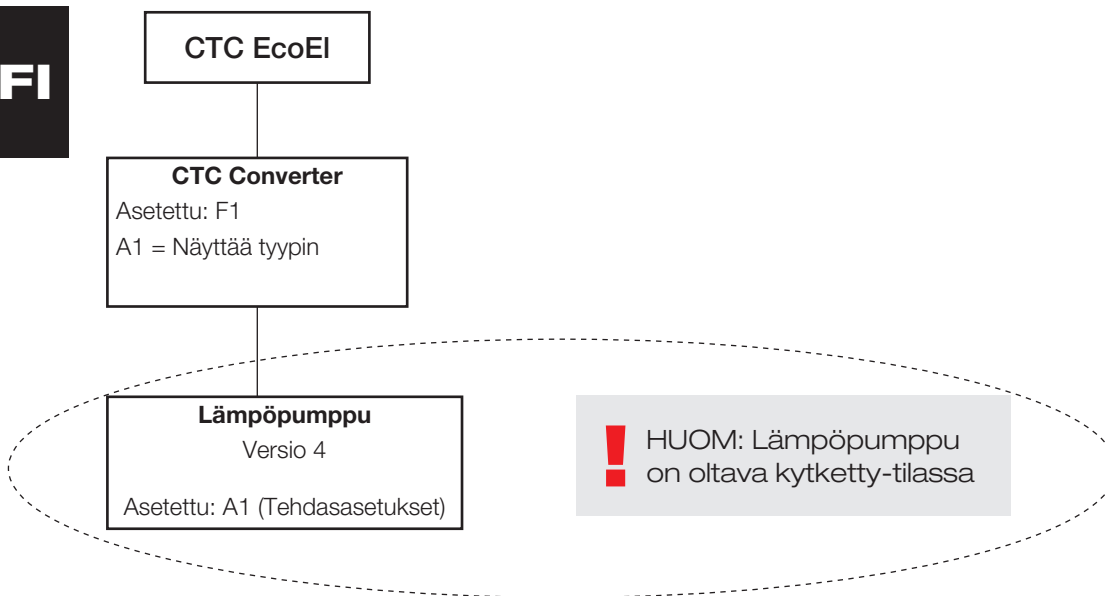 FI
CTC EcoEl
CTC Converter
Asetettu: F1
A1 = Näyttää tyypin
Lämpöpumppu
Versio 4
Asetettu: A1 (Tehdasasetukset)
! HUOM: Lämpöpumppu
on oltava kytketty-tilassa